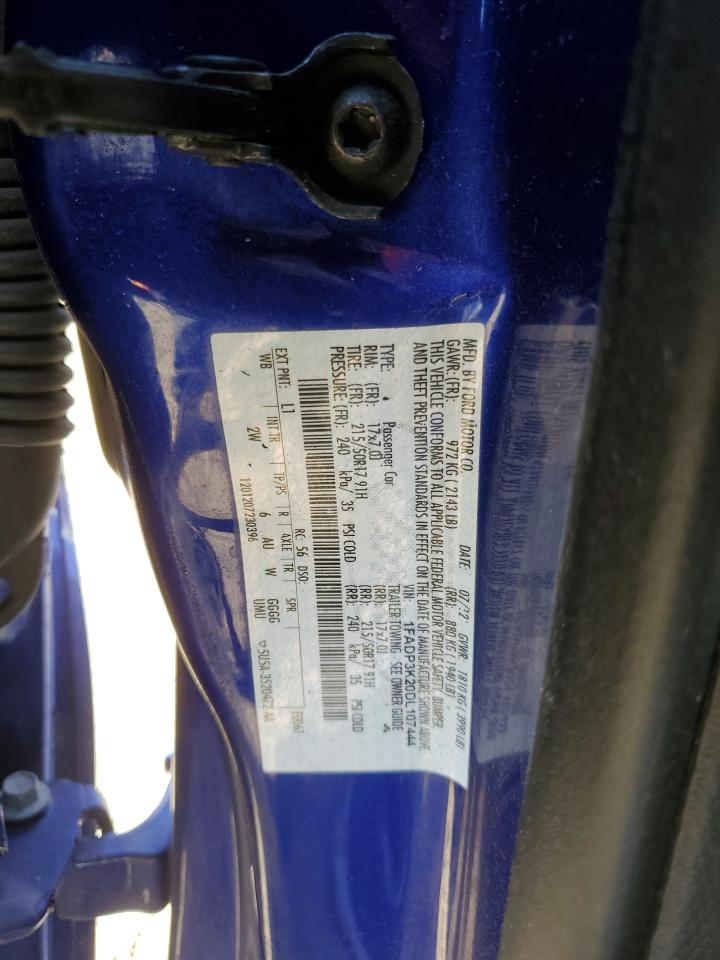 MFD. BY FORD MOTOR CO. DATE: 07/12 GVWR: 1810 KG (3990 LB)
GAWR: (FR): 972 KG (2143 LB) (RR): 880 KG (1940 LB)
THIS VEHICLE CONFORMS TO ALL APPLICABLE FEDERAL MOTOR VEHICLE SAFETY, BUMPER,
AND THEFT PREVENTION STANDARDS IN EFFECT ON THE DATE OF MANUFACTURE SHOWN ABOVE
VIN: 1FADP3K20DL107444
TYPE: Passenger Car TRAILER TOWING - SEE OWNER GUIDE
RIM: (FR): 17x7.0J (RR): 17x7.0J
TIRE: (FR): 215/50R17 91H (RR): 215/50R17 91H
PRESSURE: (FR): 240 kPa/ 35 PSI COLD (RR): 240 kPa/ 35 PSI COLD
EXT PNT: L1 RC: 56 DSO:
WB INT TR TP/PS R AXLE TR SPR
2W 6 AU W GGGG UMU
1201207230396
▽5U5A-3520472-AA